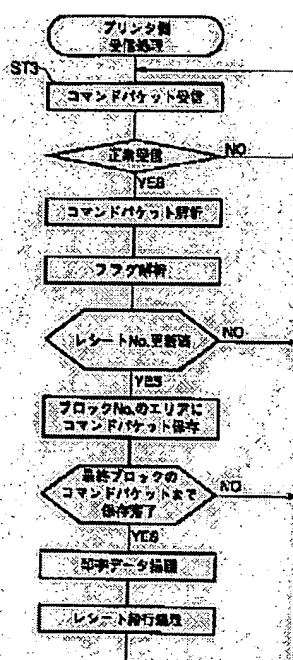 プリンタ側
受信処理
ST3
コマンドパケット受信
正常受信
NO
YES
コマンドパケット解析
フラグ解析
レシートNo.更新済
NO
YES
ブロックNo.のエリアに
コマンドパケット保存
最終ブロックの
コマンドパケットまで
保存完了
NO
YES
印字データ描画
レシート発行処理